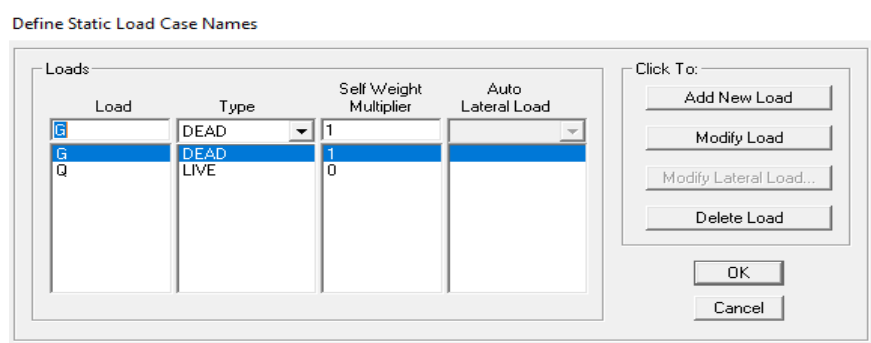 Define Static Load Case Names
Loads
Load Type Self Weight Multiplier Auto Lateral Load
G DEAD 1
G DEAD 1
Q LIVE 0
Click To:
Add New Load
Modify Load
Modify Lateral Load...
Delete Load
OK
Cancel